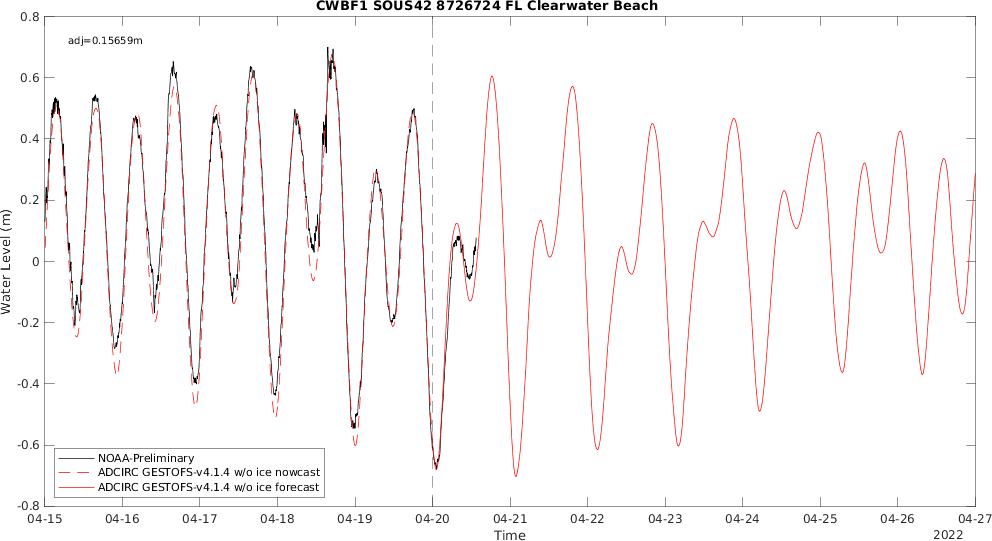 CWBF1 SOUS42 8726724 FL Clearwater Beach
adj=0.15659m
0.8
0.6
0.4
0.2
0
-0.2
-0.4
-0.6
-0.8
Water Level (m)
NOAA-Preliminary
ADCIRC GESTOFS-v4.1.4 w/o ice nowcast
ADCIRC GESTOFS-v4.1.4 w/o ice forecast
04-15 04-16 04-17 04-18 04-19 04-20 04-21 04-22 04-23 04-24 04-25 04-26 04-27
Time
2022